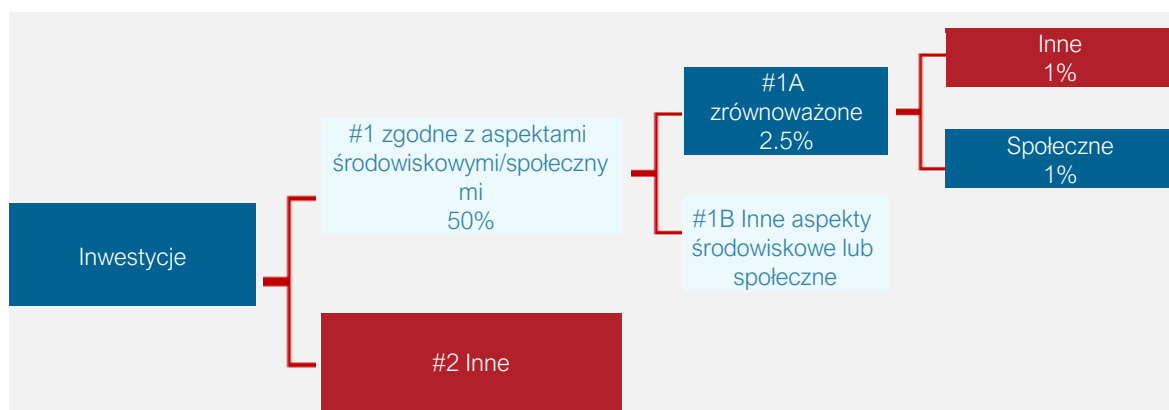 Inne
1%
#1A
zrównoważone
2.5%
#1 zgodne z aspektami
środowiskowymi/społeczny
mi
50%
Społeczne
1%
#1B Inne aspekty
środowiskowe lub
społeczne
Inwestycje
#2 Inne